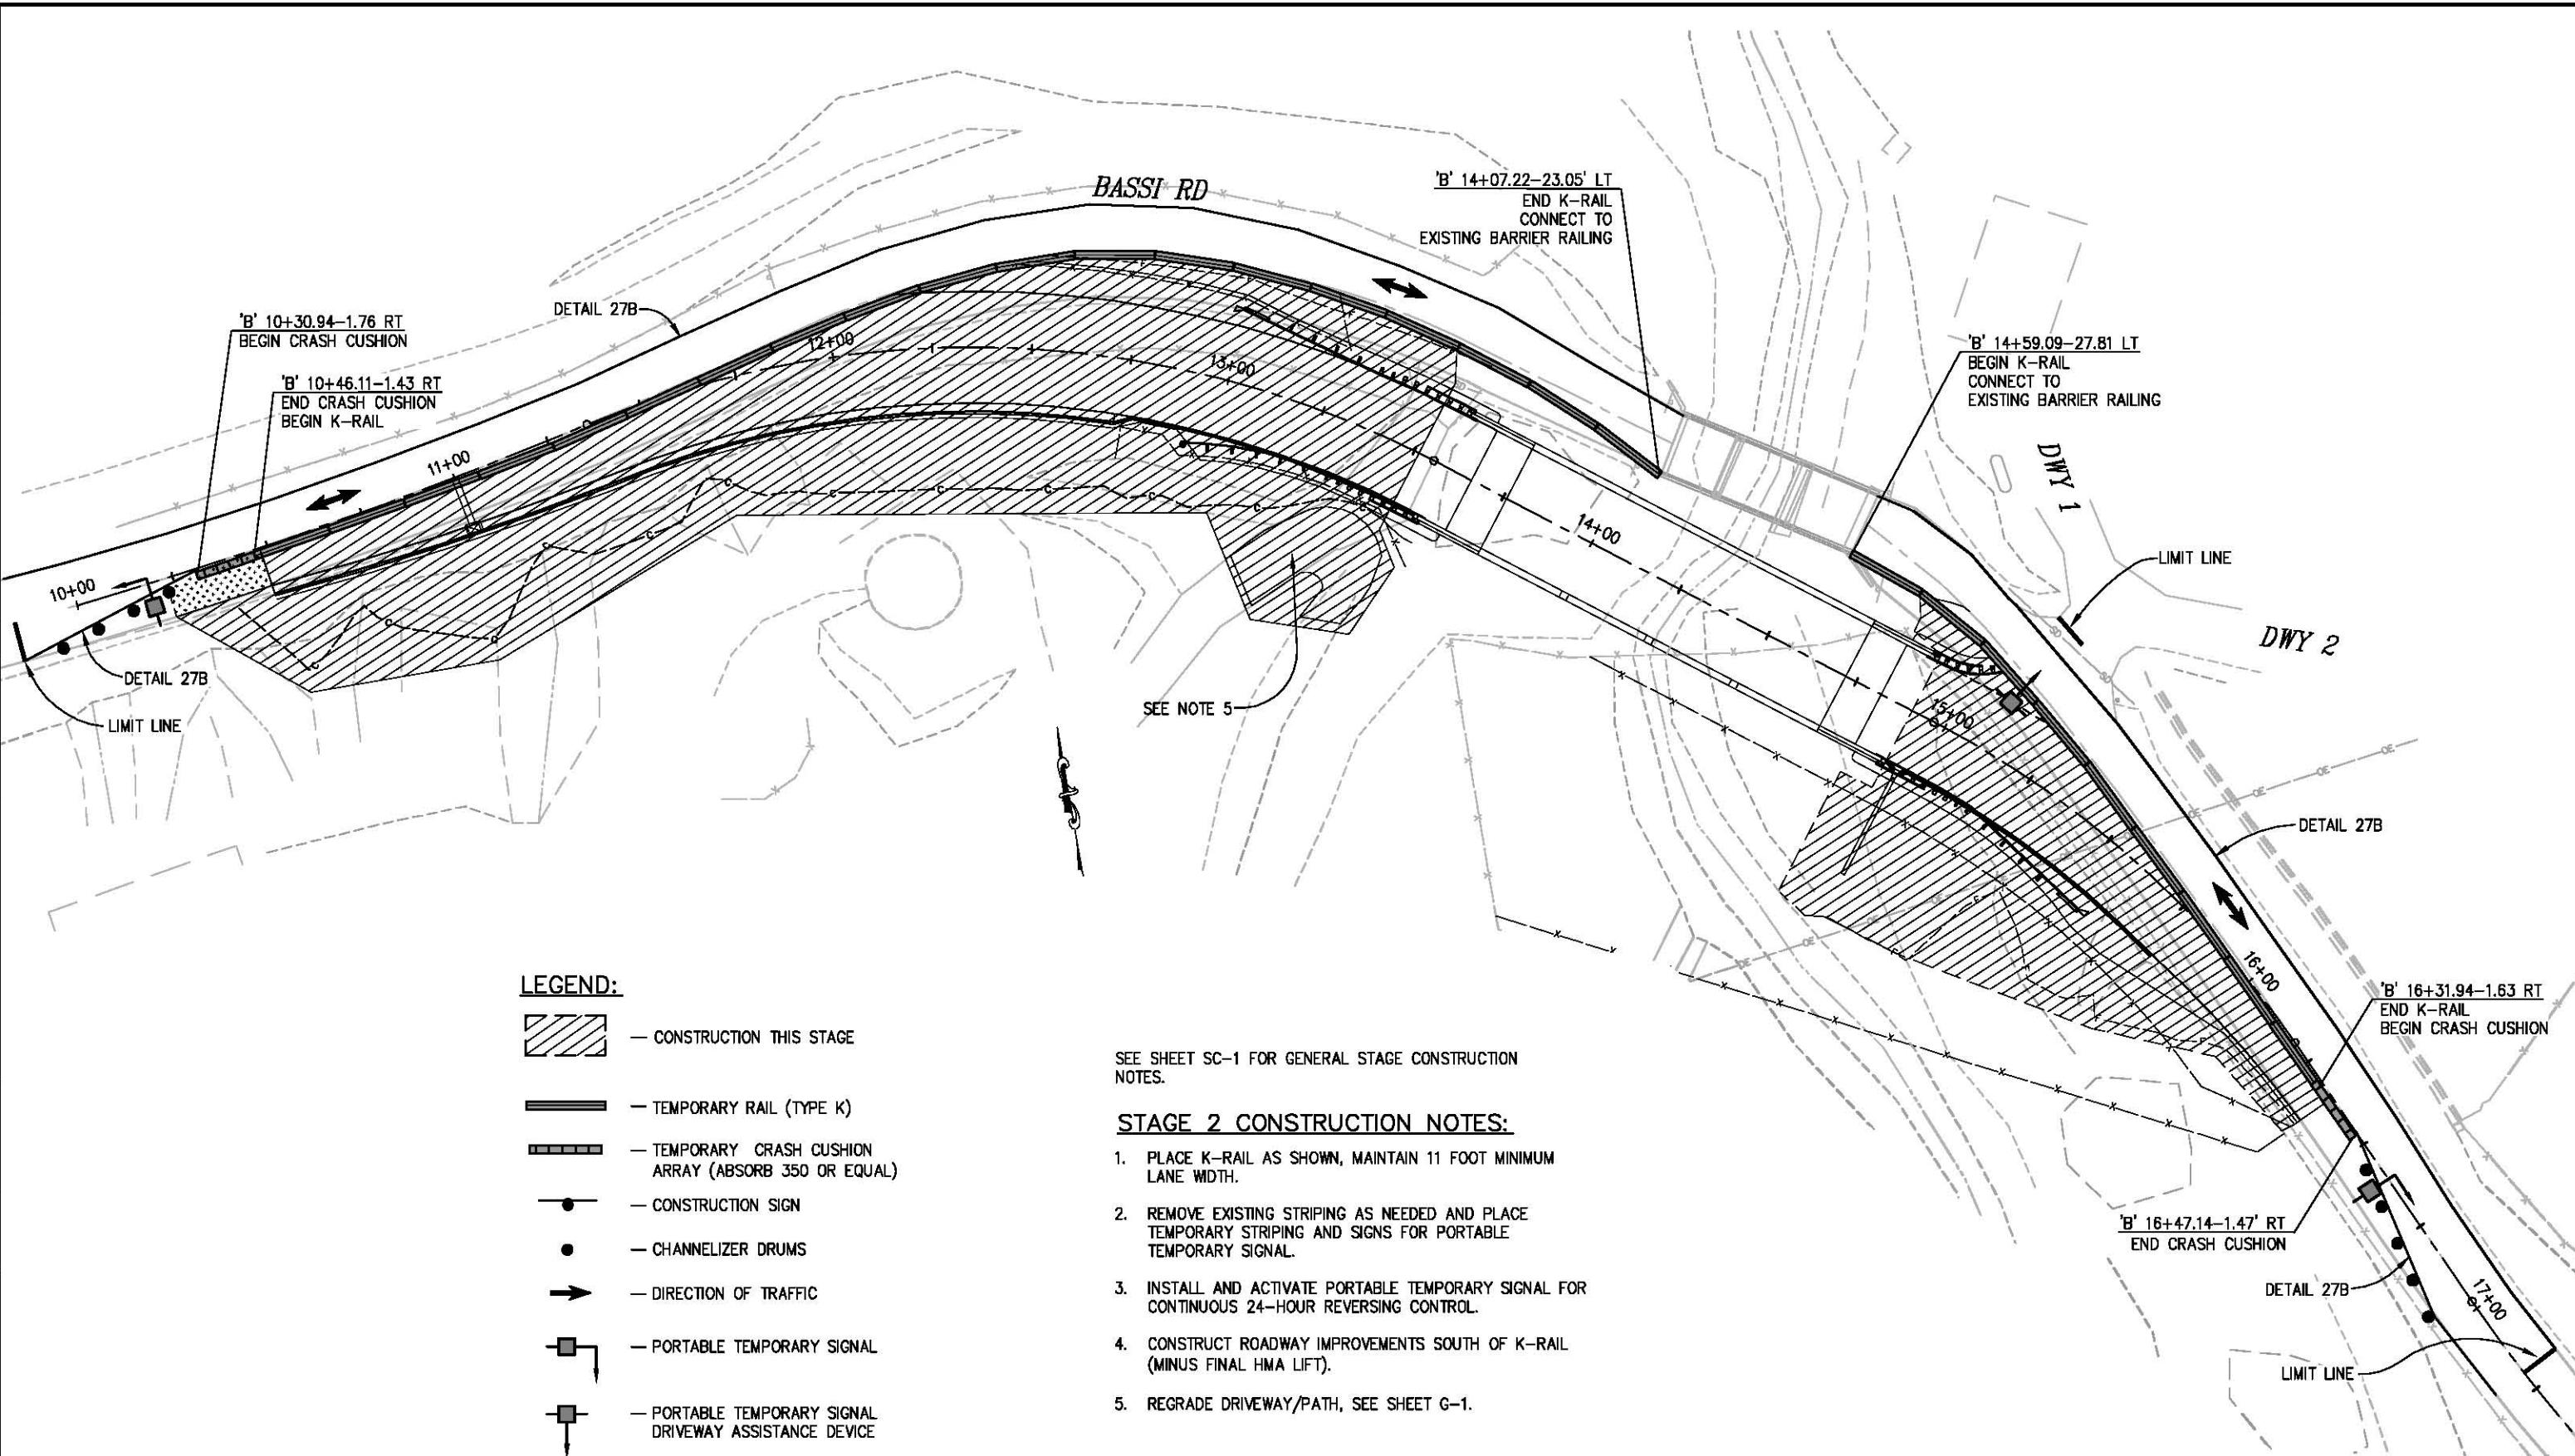 BASSI RD
'B' 14+07.22-23.05' LT
END K-RAIL
CONNECT TO
EXISTING BARRIER RAILING
'B' 10+30.94-1.76 RT
BEGIN CRASH CUSHION
DETAIL 27B
'B' 10+46.11-1.43 RT
END CRASH CUSHION
BEGIN K-RAIL
'B' 14+59.09-27.81 LT
BEGIN K-RAIL
CONNECT TO
EXISTING BARRIER RAILING
10+00
11+00
12+00
13+00
14+00
15+00
16+00
17+00
DWY 1
LIMIT LINE
DWY 2
DETAIL 27B
LIMIT LINE
SEE NOTE 5
DETAIL 27B
'B' 16+31.94-1.63 RT
END K-RAIL
BEGIN CRASH CUSHION
'B' 16+47.14-1.47' RT
END CRASH CUSHION
DETAIL 27B
LIMIT LINE
LEGEND:
— CONSTRUCTION THIS STAGE
— TEMPORARY RAIL (TYPE K)
— TEMPORARY CRASH CUSHION
ARRAY (ABSORB 350 OR EQUAL)
— CONSTRUCTION SIGN
— CHANNELIZER DRUMS
— DIRECTION OF TRAFFIC
— PORTABLE TEMPORARY SIGNAL
— PORTABLE TEMPORARY SIGNAL
DRIVEWAY ASSISTANCE DEVICE
SEE SHEET SC-1 FOR GENERAL STAGE CONSTRUCTION
NOTES.
STAGE 2 CONSTRUCTION NOTES:
1. PLACE K-RAIL AS SHOWN, MAINTAIN 11 FOOT MINIMUM
LANE WIDTH.
2. REMOVE EXISTING STRIPING AS NEEDED AND PLACE
TEMPORARY STRIPING AND SIGNS FOR PORTABLE
TEMPORARY SIGNAL.
3. INSTALL AND ACTIVATE PORTABLE TEMPORARY SIGNAL FOR
CONTINUOUS 24-HOUR REVERSING CONTROL.
4. CONSTRUCT ROADWAY IMPROVEMENTS SOUTH OF K-RAIL
(MINUS FINAL HMA LIFT).
5. REGRADE DRIVEWAY/PATH, SEE SHEET G-1.